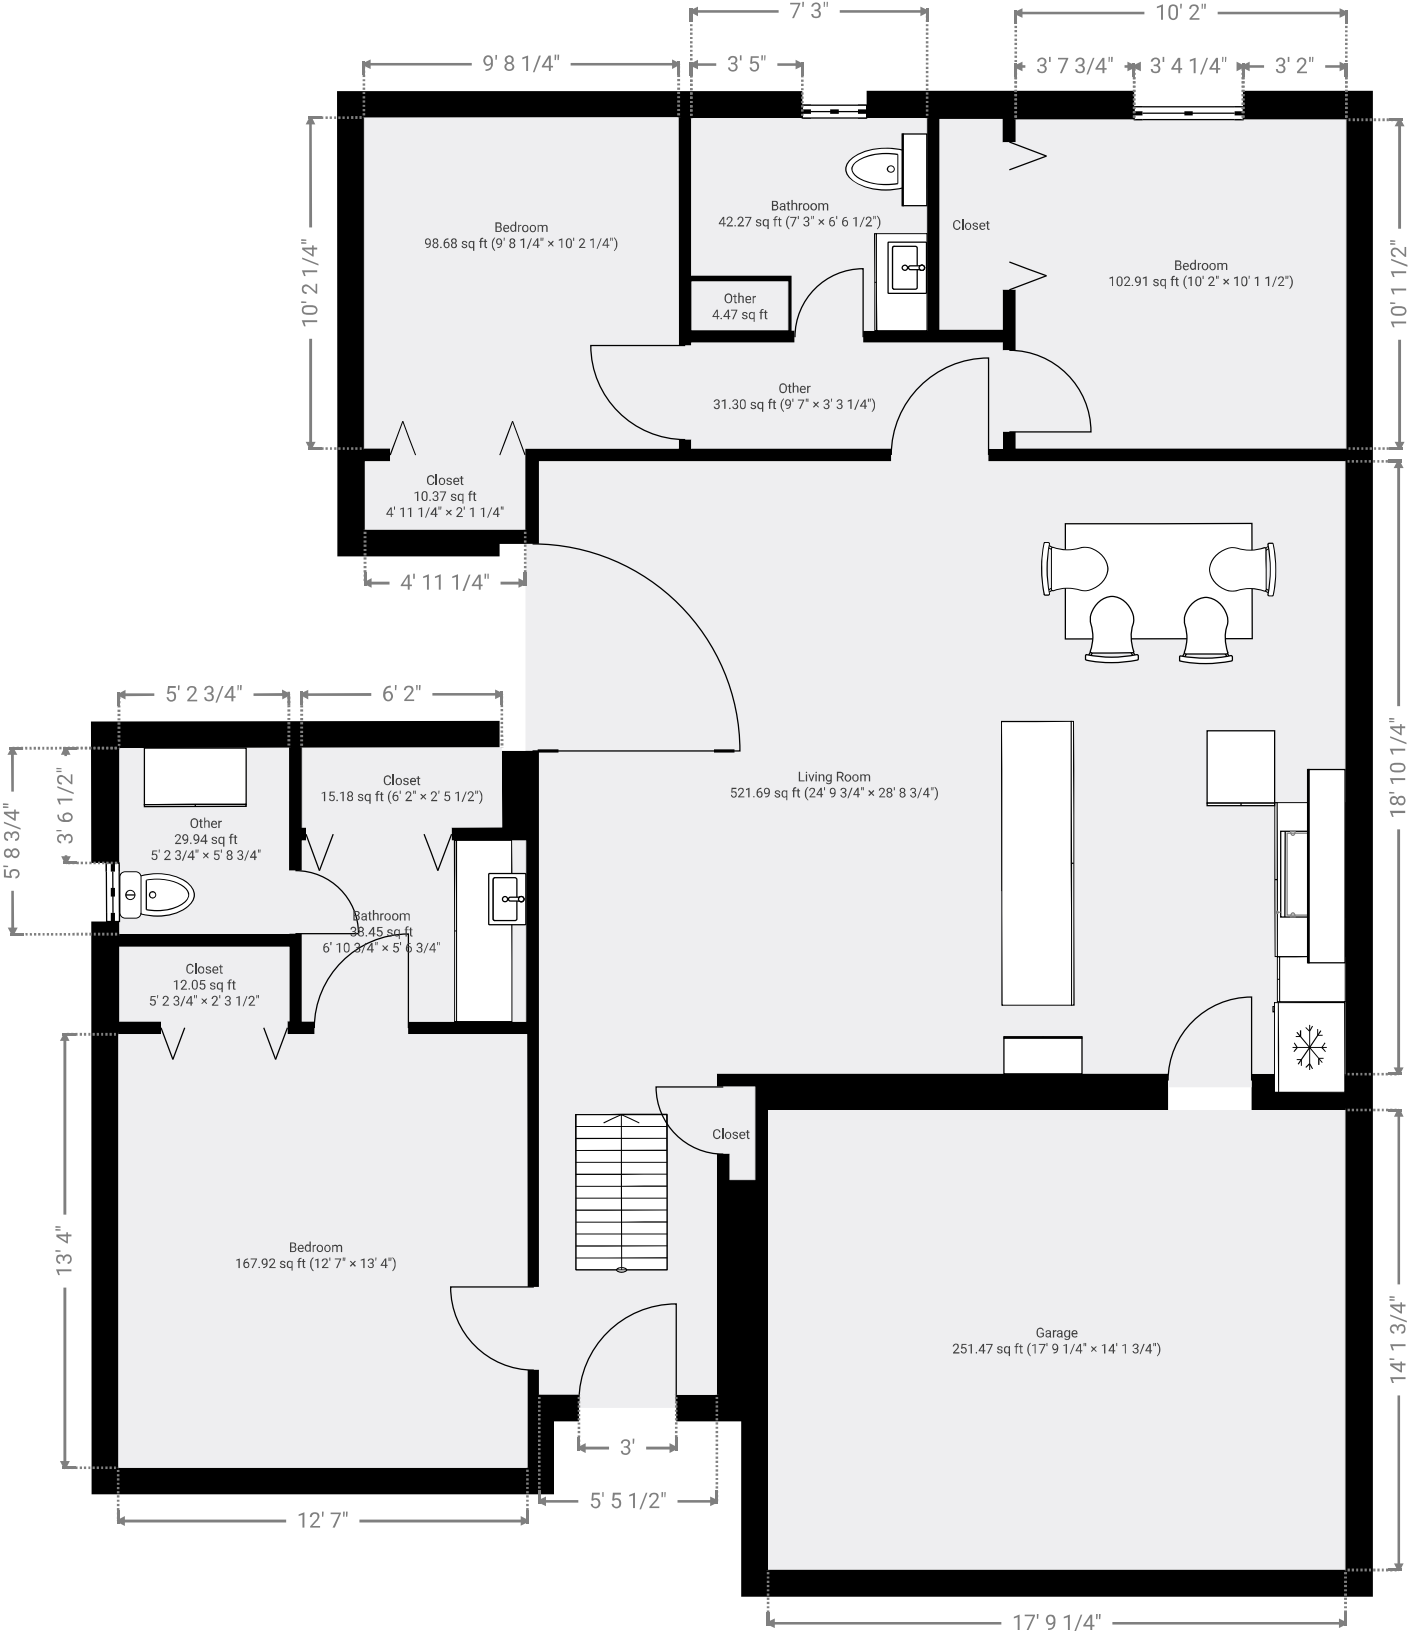 7' 3"
10' 2"
9' 8 1/4"
3' 5"
3' 7 3/4"
3' 4 1/4"
3' 2"
10' 2 1/4"
10' 1 1/2"
Bedroom
98.68 sq ft (9' 8 1/4" × 10' 2 1/4")
Bathroom
42.27 sq ft (7' 3" × 6' 6 1/2")
Closet
Bedroom
102.91 sq ft (10' 2" × 10' 1 1/2")
Other
4.47 sq ft
Other
31.30 sq ft (9' 7" × 3' 3 1/4")
Closet
10.37 sq ft
4' 11 1/4" × 2' 1 1/4"
4' 11 1/4"
5' 2 3/4"
6' 2"
5' 8 3/4"
3' 6 1/2"
18' 10 1/4"
Closet
15.18 sq ft (6' 2" × 2' 5 1/2")
Living Room
521.69 sq ft (24' 9 3/4" × 28' 8 3/4")
Other
29.94 sq ft
5' 2 3/4" × 5' 8 3/4"
Bathroom
38.45 sq ft
6' 10 3/4" × 5' 6 3/4"
Closet
12.05 sq ft
5' 2 3/4" × 2' 3 1/2"
Closet
13' 4"
Bedroom
167.92 sq ft (12' 7" × 13' 4")
Garage
251.47 sq ft (17' 9 1/4" × 14' 1 3/4")
14' 1 3/4"
3'
5' 5 1/2"
12' 7"
17' 9 1/4"